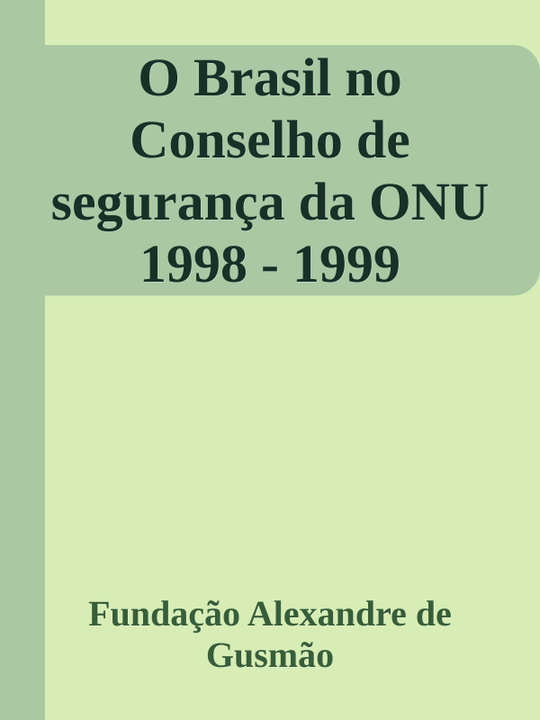 O Brasil no
Conselho de
segurança da ONU
1998 - 1999
Fundação Alexandre de
Gusmão